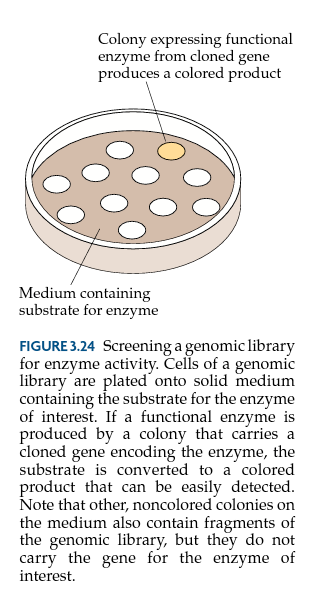 Colony expressing functional
enzyme from cloned gene
produces a colored product
Medium containing
substrate for enzyme
FIGURE 3.24 Screening a genomic library
for enzyme activity. Cells of a genomic
library are plated onto solid medium
containing the substrate for the enzyme
of interest. If a functional enzyme is
produced by a colony that carries a
cloned gene encoding the enzyme, the
substrate is converted to a colored
product that can be easily detected.
Note that other, noncolored colonies on
the medium also contain fragments of
the genomic library, but they do not
carry the gene for the enzyme of
interest.